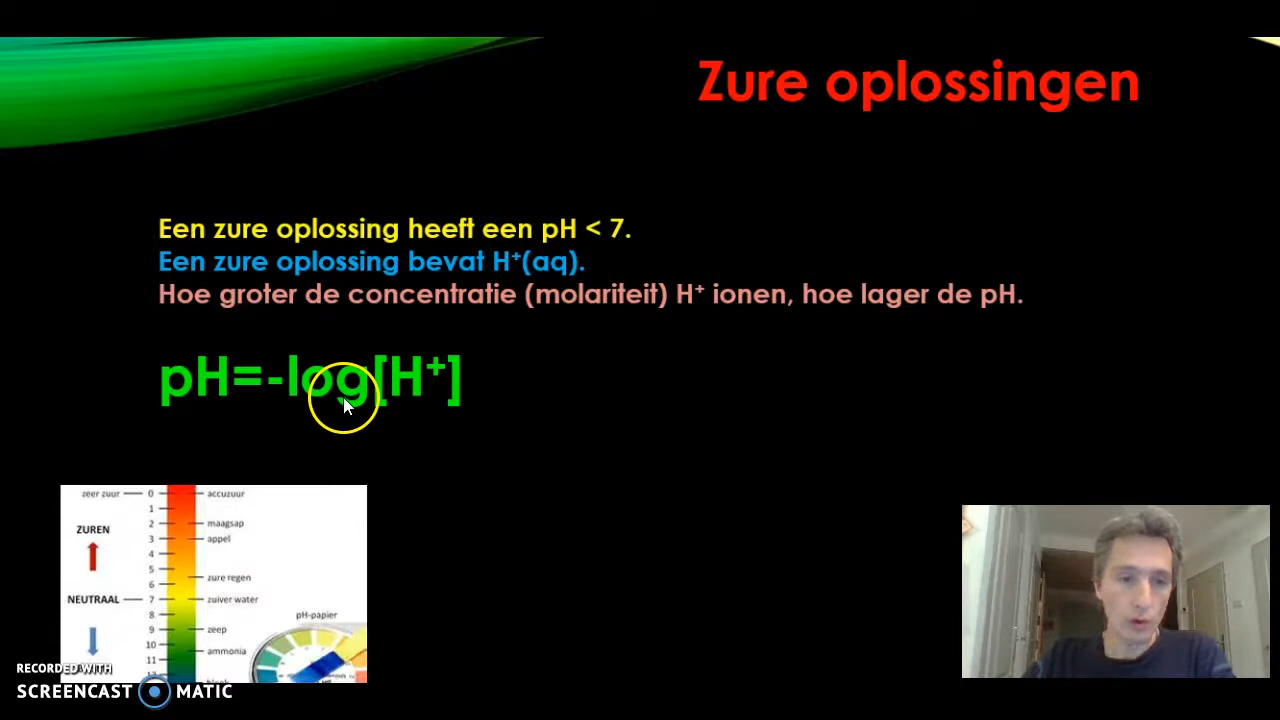 Zure oplossingen
Een zure oplossing heeft een pH < 7.
Een zure oplossing bevat H⁺(aq).
Hoe groter de concentratie (molariteit) H⁺ ionen, hoe lager de pH.
pH=-log[H⁺]
zeer zuur 0 accuzuur
1
ZUREN 2 maagsap
3 appel
4
5
6 zure regen
NEUTRAAL 7 zuiver water
8 pH-papier
9 zeep
10 ammonia
11
RECORDED WITH
SCREENCAST MATIC